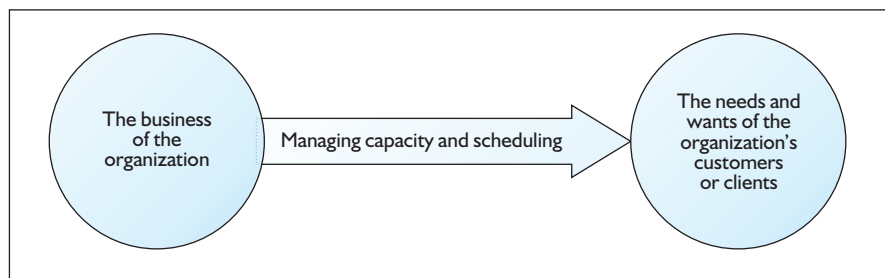 The business
of the
organization
Managing capacity and scheduling
The needs and
wants of the
organization’s
customers
or clients